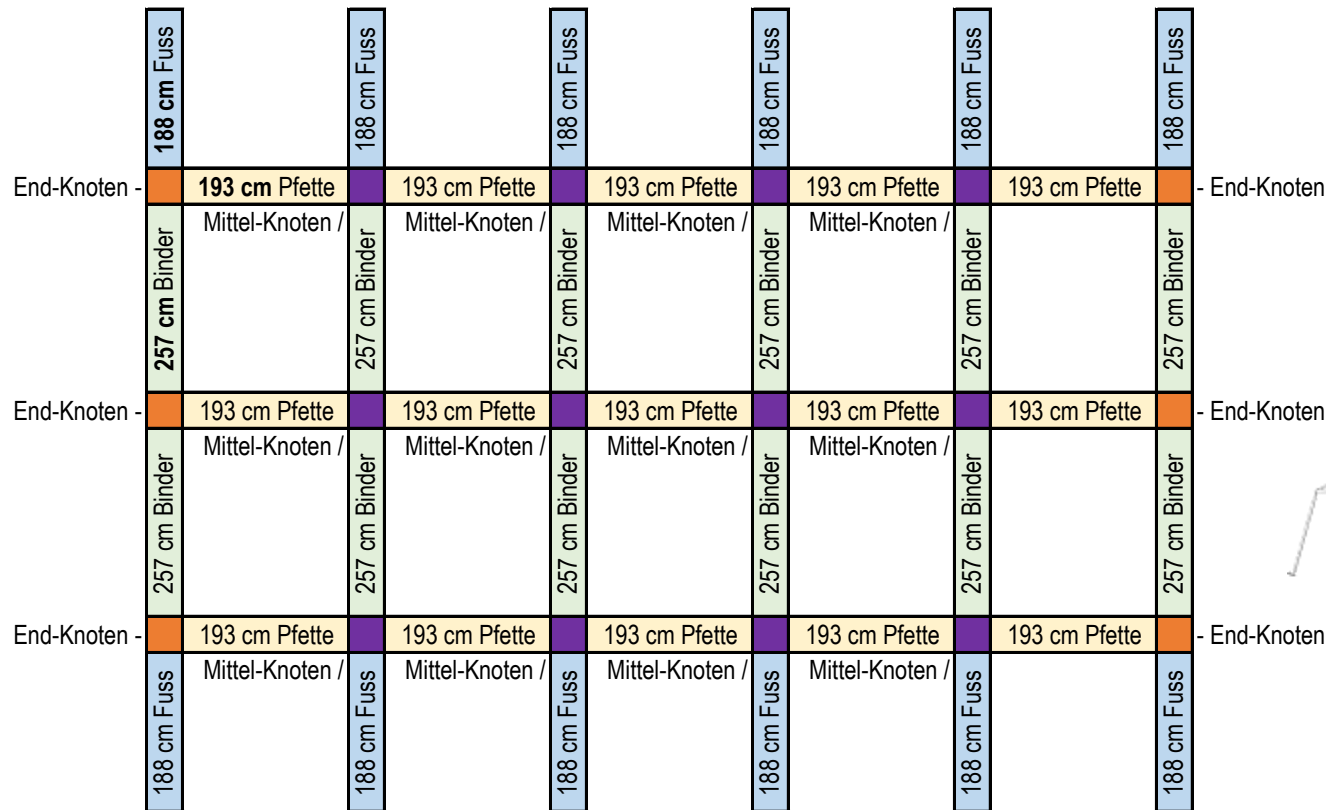 188 cm Fuss
188 cm Fuss
188 cm Fuss
188 cm Fuss
188 cm Fuss
188 cm Fuss
End-Knoten -
193 cm Pfette
193 cm Pfette
193 cm Pfette
193 cm Pfette
193 cm Pfette
- End-Knoten
Mittel-Knoten /
Mittel-Knoten /
Mittel-Knoten /
Mittel-Knoten /
257 cm Binder
257 cm Binder
257 cm Binder
257 cm Binder
257 cm Binder
257 cm Binder
End-Knoten -
193 cm Pfette
193 cm Pfette
193 cm Pfette
193 cm Pfette
193 cm Pfette
- End-Knoten
Mittel-Knoten /
Mittel-Knoten /
Mittel-Knoten /
Mittel-Knoten /
257 cm Binder
257 cm Binder
257 cm Binder
257 cm Binder
257 cm Binder
257 cm Binder
End-Knoten -
193 cm Pfette
193 cm Pfette
193 cm Pfette
193 cm Pfette
193 cm Pfette
- End-Knoten
Mittel-Knoten /
Mittel-Knoten /
Mittel-Knoten /
Mittel-Knoten /
188 cm Fuss
188 cm Fuss
188 cm Fuss
188 cm Fuss
188 cm Fuss
188 cm Fuss